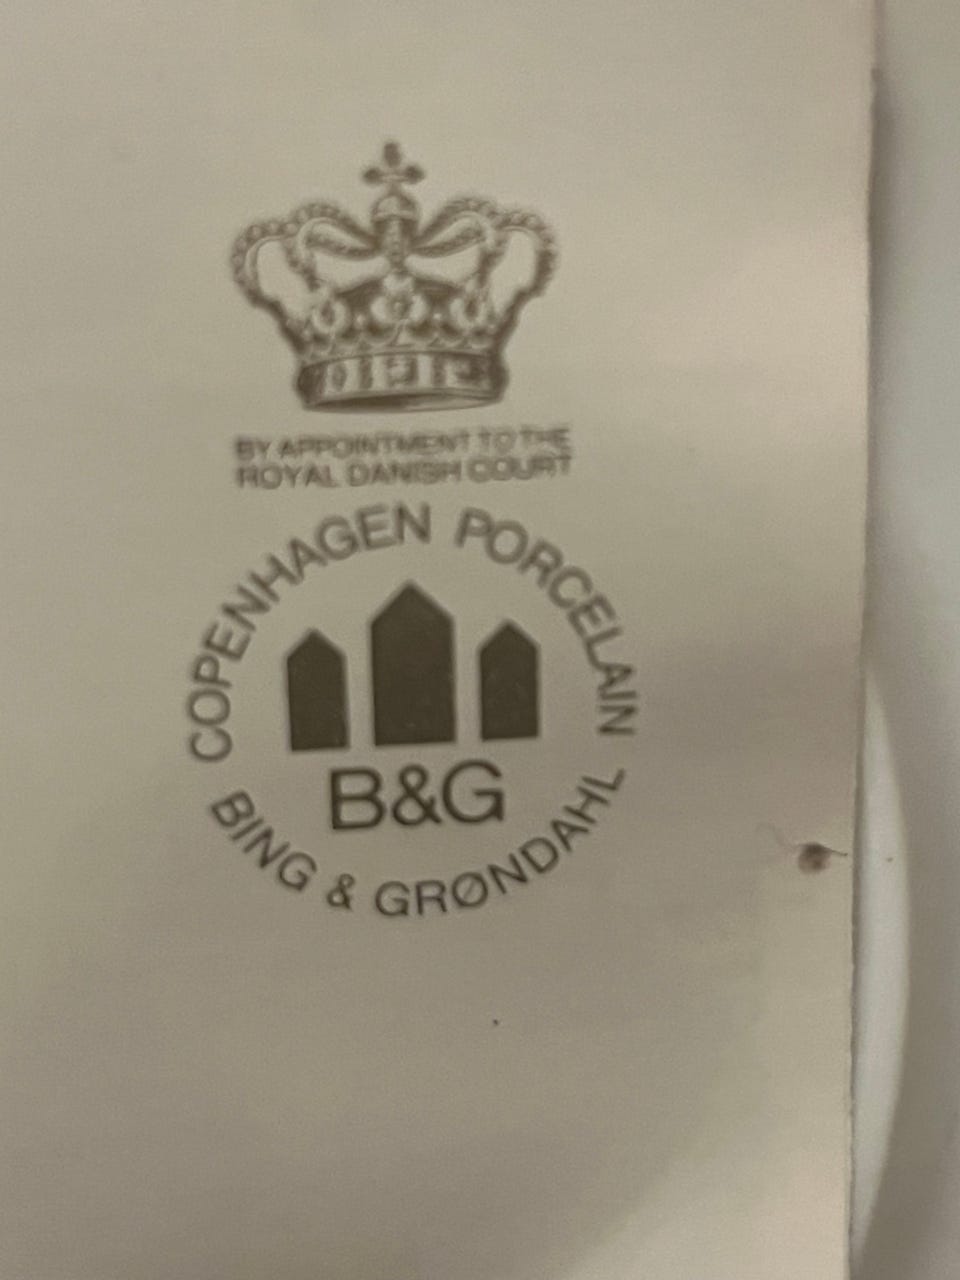 BY APPOINTMENT TO THE
ROYAL DANISH COURT
COPENHAGEN PORCELAIN
B&G
BING & GRØNDAHL